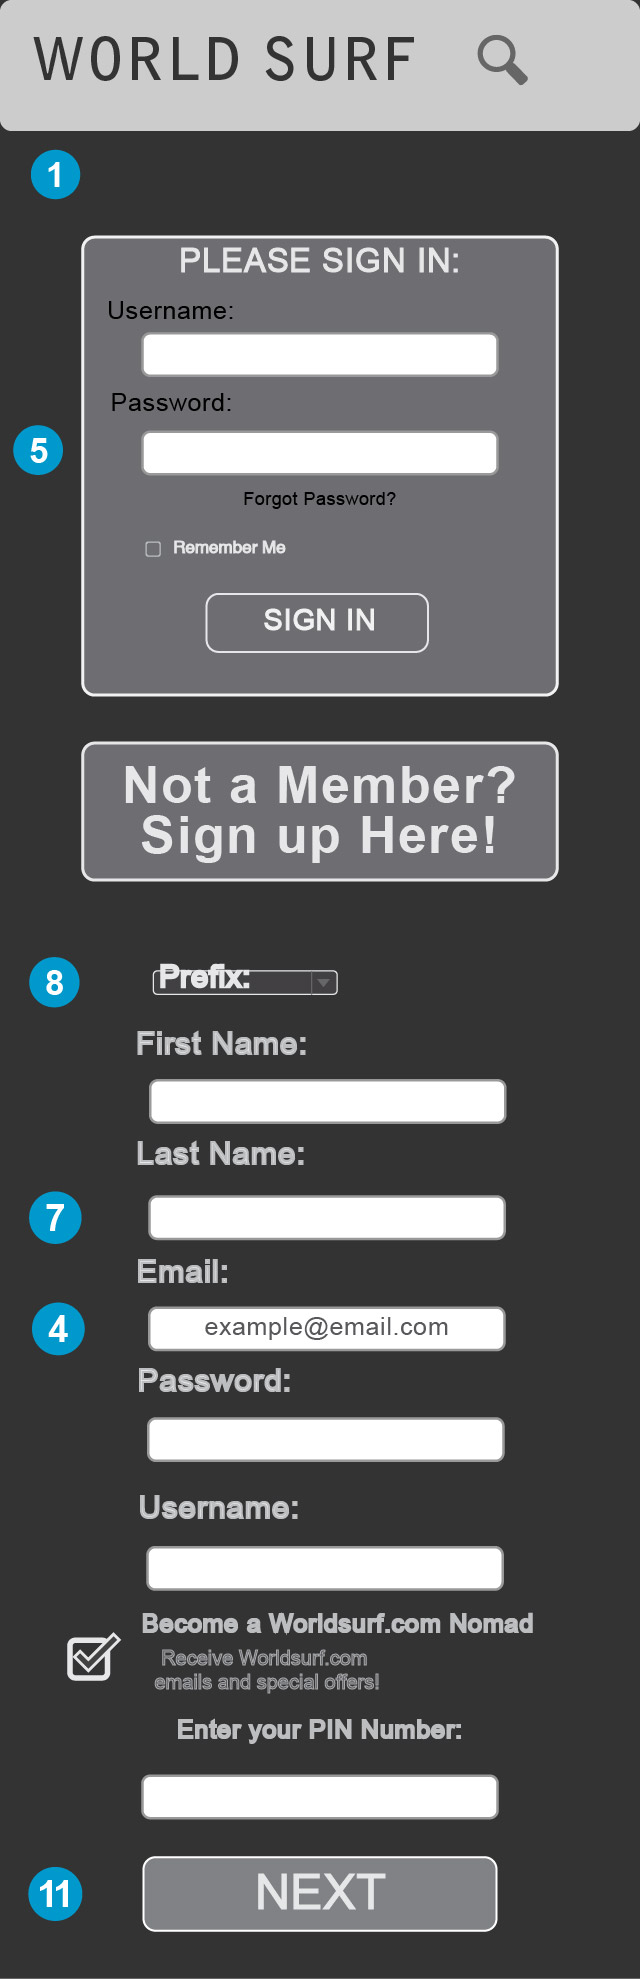 WORLD SURF
1
PLEASE SIGN IN:
Username:
Password:
5
Forgot Password?
Remember Me
SIGN IN
Not a Member?
Sign up Here!
8
Prefix:
First Name:
Last Name:
7
Email:
4
example@email.com
Password:
Username:
Become a Worldsurf.com Nomad
Receive Worldsurf.com
emails and special offers!
Enter your PIN Number:
11
NEXT